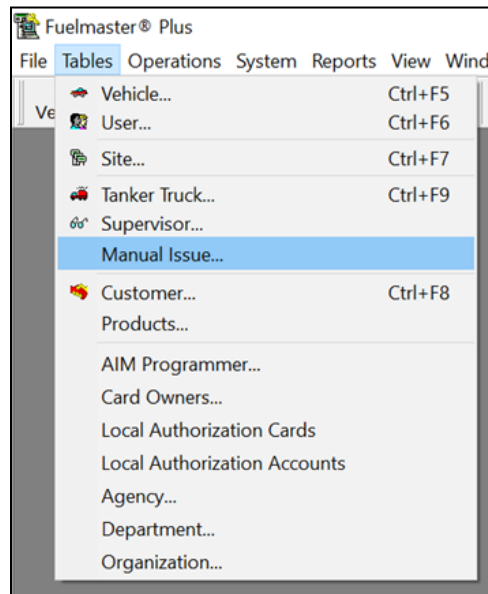 Fuelmaster® Plus
File Tables Operations System Reports View Wind
Ve
Vehicle... Ctrl+F5
User... Ctrl+F6
Site... Ctrl+F7
Tanker Truck... Ctrl+F9
Supervisor...
Manual Issue...
Customer... Ctrl+F8
Products...
AIM Programmer...
Card Owners...
Local Authorization Cards
Local Authorization Accounts
Agency...
Department...
Organization...